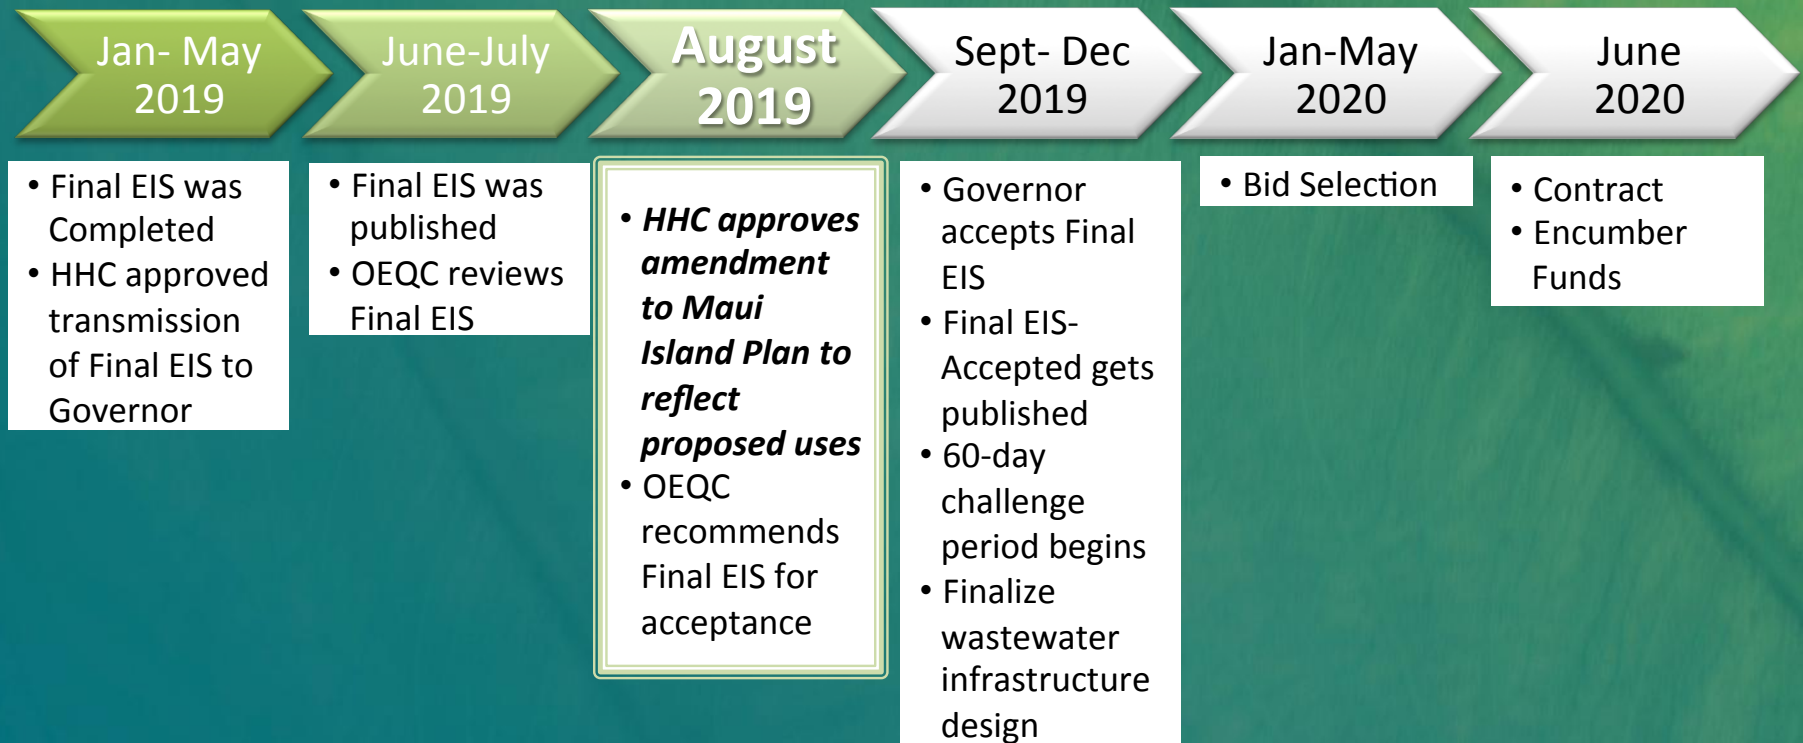 Jan- May
2019
June-July
2019
August
2019
Sept- Dec
2019
Jan-May
2020
June
2020
• Final EIS was
Completed
• HHC approved
transmission
of Final EIS to
Governor
• Final EIS was
published
• OEQC reviews
Final EIS
• HHC approves
amendment
to Maui
Island Plan to
reflect
proposed uses
• OEQC
recommends
Final EIS for
acceptance
• Governor
accepts Final
EIS
• Final EIS-
Accepted gets
published
• 60-day
challenge
period begins
• Finalize
wastewater
infrastructure
design
• Bid Selection
• Contract
• Encumber
Funds